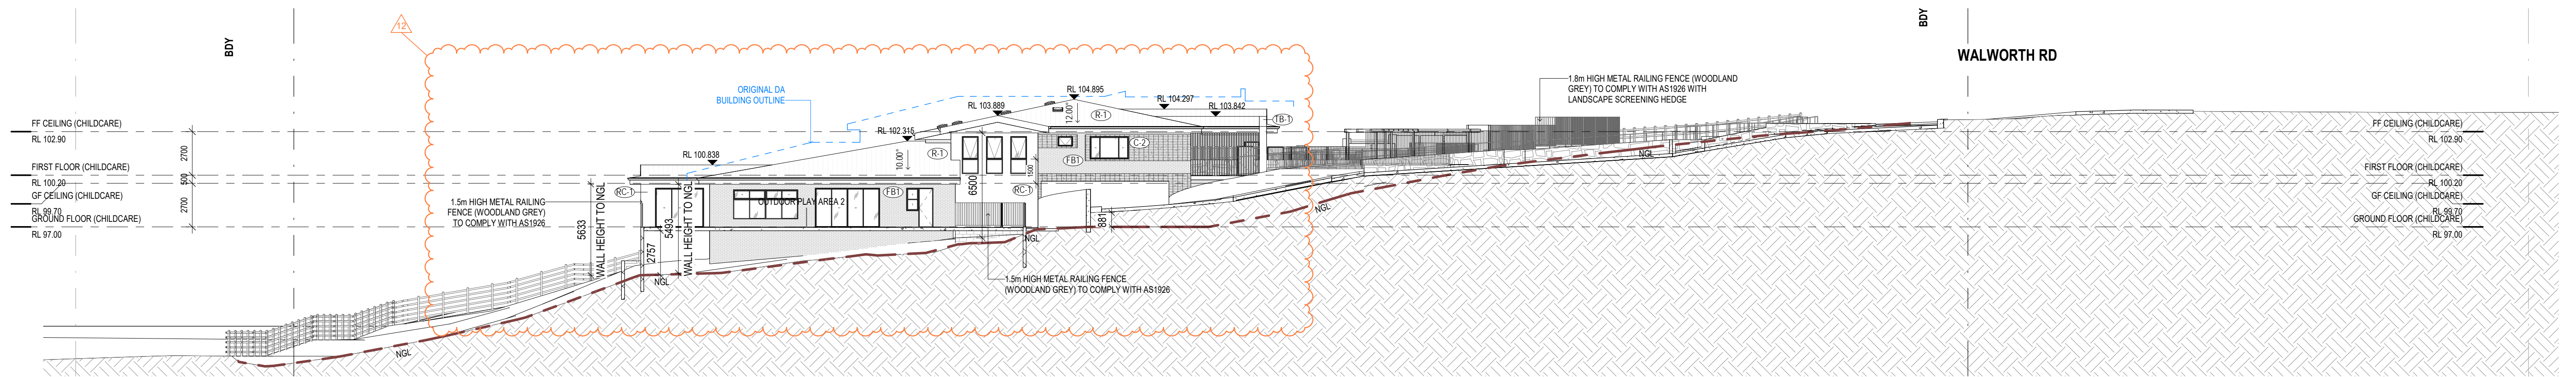 12
BDY
BDY
WALWORTH RD
ORIGINAL DA
BUILDING OUTLINE
1.8m HIGH METAL RAILING FENCE (WOODLAND
GREY) TO COMPLY WITH AS1926 WITH
LANDSCAPE SCREENING HEDGE
RL 104.895
RL 103.889
RL 104.297
RL 103.842
RL 102.315
RL 100.838
12.00°
10.00°
R-1
R-1
TB-1
C-2
FB1
FB1
RC-1
RC-1
FF CEILING (CHILDCARE)
RL 102.90
FIRST FLOOR (CHILDCARE)
RL 100.20
GF CEILING (CHILDCARE)
RL 99.70
GROUND FLOOR (CHILDCARE)
RL 97.00
2700
500
2700
1.5m HIGH METAL RAILING
FENCE (WOODLAND GREY)
TO COMPLY WITH AS1926
OUTDOOR PLAY AREA 2
5633
WALL HEIGHT TO NGL
2757
5493
WALL HEIGHT TO NGL
6500
1500
881
NGL
NGL
NGL
NGL
NGL
1.5m HIGH METAL RAILING FENCE
(WOODLAND GREY) TO COMPLY WITH AS1926
FF CEILING (CHILDCARE)
RL 102.90
FIRST FLOOR (CHILDCARE)
RL 100.20
GF CEILING (CHILDCARE)
RL 99.70
GROUND FLOOR (CHILDCARE)
RL 97.00